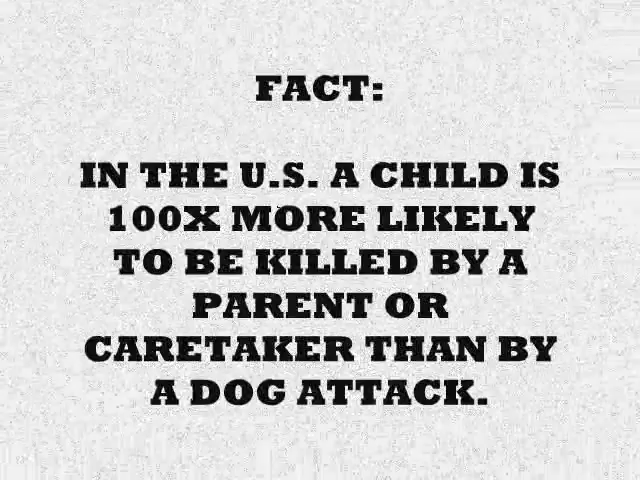 FACT:
IN THE U.S. A CHILD IS
100X MORE LIKELY
TO BE KILLED BY A
PARENT OR
CARETAKER THAN BY
A DOG ATTACK.